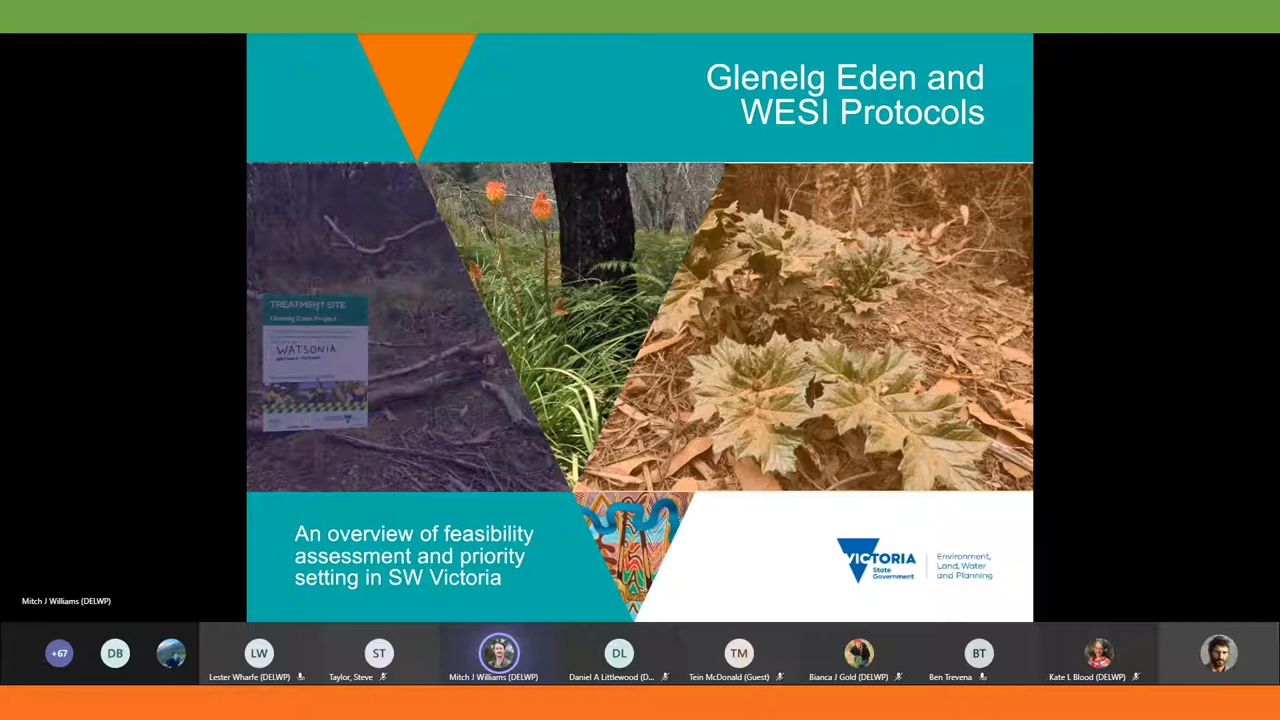 Glenelg Eden and
WESI Protocols
TREATMENT SITE
Glenelg Eden Project
WATSONIA
An overview of feasibility
assessment and priority
setting in SW Victoria
VICTORIA
State
Government
Environment,
Land, Water
and Planning
Mitch J Williams (DELWP)
+67
DB
LW
ST
DL
TM
BT
Lester Wharfe (DELWP)
Taylor, Steve
Mitch J Williams (DELWP)
Daniel A Littlewood (D...
Tein McDonald (Guest)
Bianca J Gold (DELWP)
Ben Trevena
Kate L Blood (DELWP)